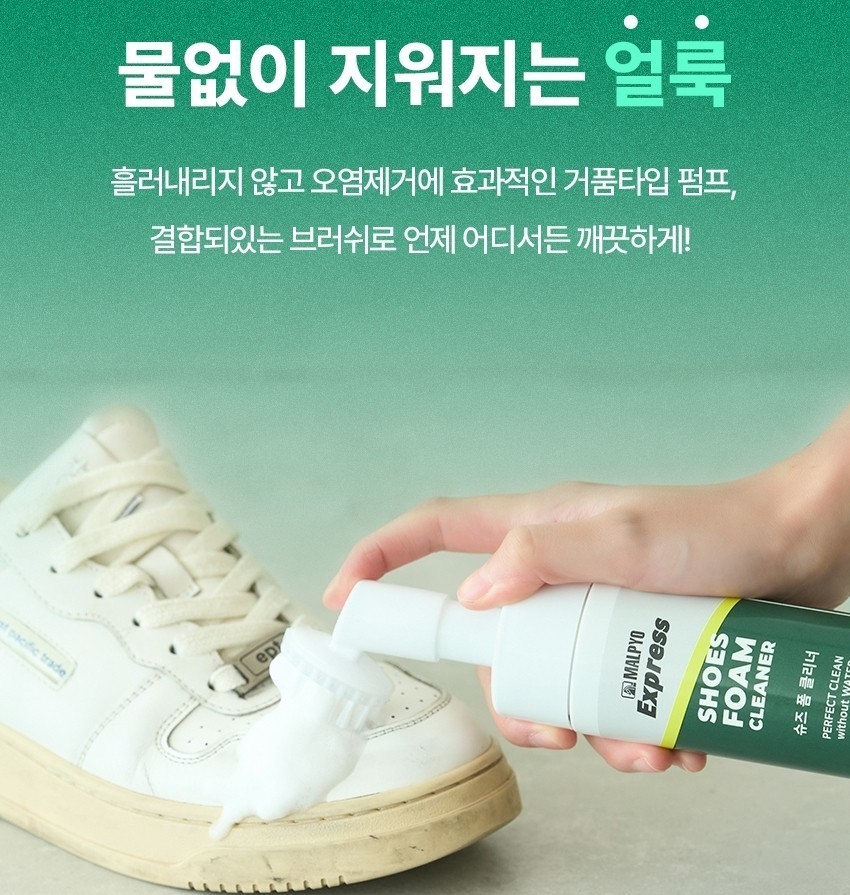 물없이 지워지는 얼룩
흘러내리지 않고 오염제거에 효과적인 거품타입 펌프,
결합되있는 브러쉬로 언제 어디서든 깨끗하게!
MALPYO
Express
SHOES
FOAM
CLEANER
슈즈 폼 클리너
PERFECT CLEAN
without WATER
pacific trade